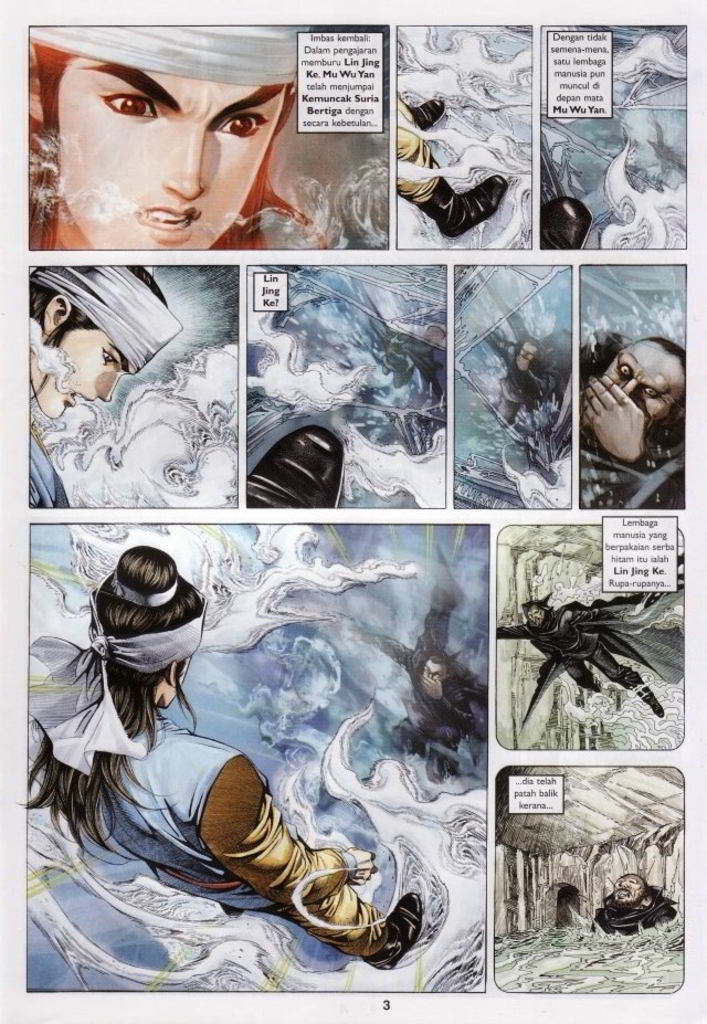 Imbas kembali:
Dalam pengajaran
memburu Lin Jing
Ke, Mu Wu Yan
telah menjumpai
Kemuncak Suria
Bertiga dengan
secara kebetulan...
Dengan tidak
semena-mena,
satu lembaga
manusia pun
muncul di
depan mata
Mu Wu Yan.
Lin
Jing
Ke?
Lembaga
manusia yang
berpakaian serba
hitam itu ialah
Lin Jing Ke.
Rupa-rupanya...
...dia telah
patah balik
kerana...
3